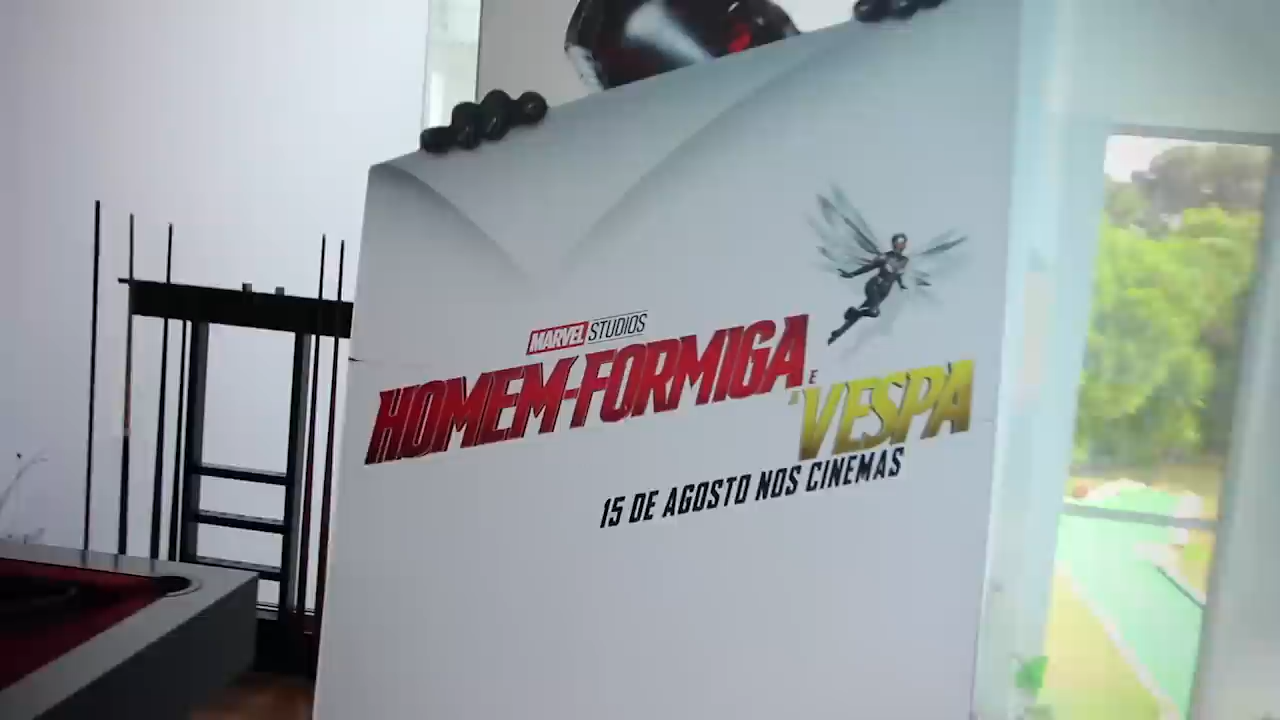 MARVEL STUDIOS
HOMEM-FORMIGA
E A VESPA
15 DE AGOSTO NOS CINEMAS